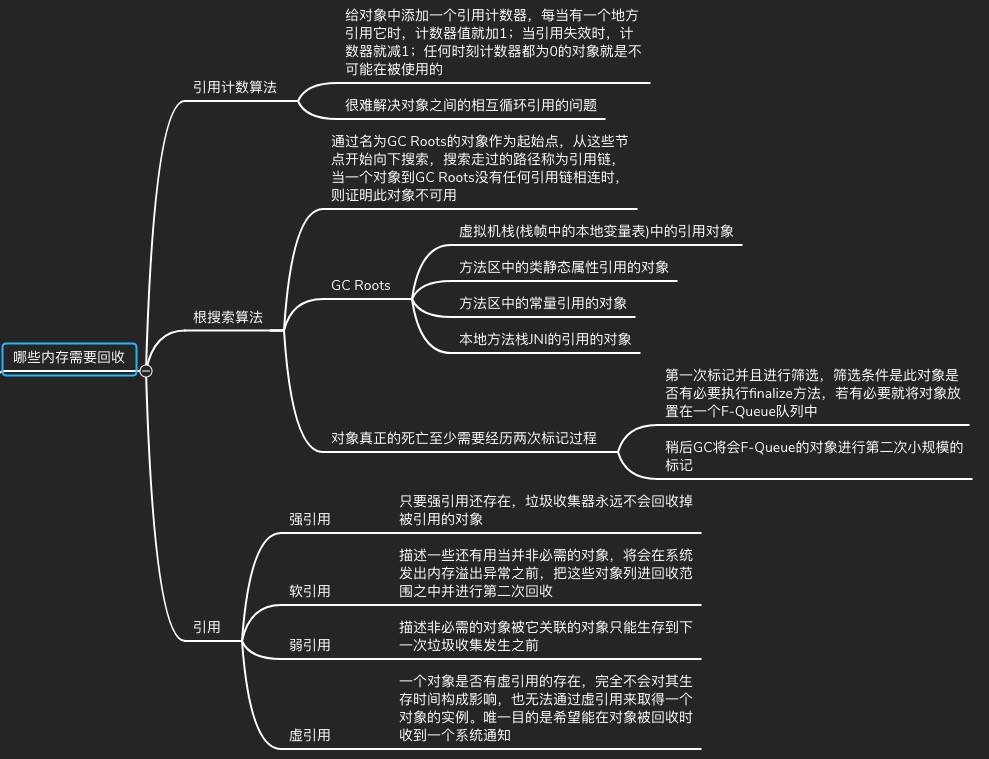 哪些内存需要回收
引用计数算法
给对象中添加一个引用计数器，每当有一个地方
引用它时，计数器值就加1；当引用失效时，计
数器就减1；任何时刻计数器都为0的对象就是不
可能在被使用的
很难解决对象之间的相互循环引用的问题
根搜索算法
通过名为GC Roots的对象作为起始点，从这些节
点开始向下搜索，搜索走过的路径称为引用链，
当一个对象到GC Roots没有任何引用链相连时，
则证明此对象不可用
GC Roots
虚拟机栈(栈帧中的本地变量表)中的引用对象
方法区中的类静态属性引用的对象
方法区中的常量引用的对象
本地方法栈JNI的引用的对象
对象真正的死亡至少需要经历两次标记过程
第一次标记并且进行筛选，筛选条件是此对象是
否有必要执行finalize方法，若有必要就将对象放
置在一个F-Queue队列中
稍后GC将会F-Queue的对象进行第二次小规模的
标记
引用
强引用
只要强引用还存在，垃圾收集器永远不会回收掉
被引用的对象
软引用
描述一些还有用当并非必需的对象，将会在系统
发出内存溢出异常之前，把这些对象列进回收范
围之中并进行第二次回收
弱引用
描述非必需的对象被它关联的对象只能生存到下
一次垃圾收集发生之前
虚引用
一个对象是否有虚引用的存在，完全不会对其生
存时间构成影响，也无法通过虚引用来取得一个
对象的实例。唯一目的是希望能在对象被回收时
收到一个系统通知